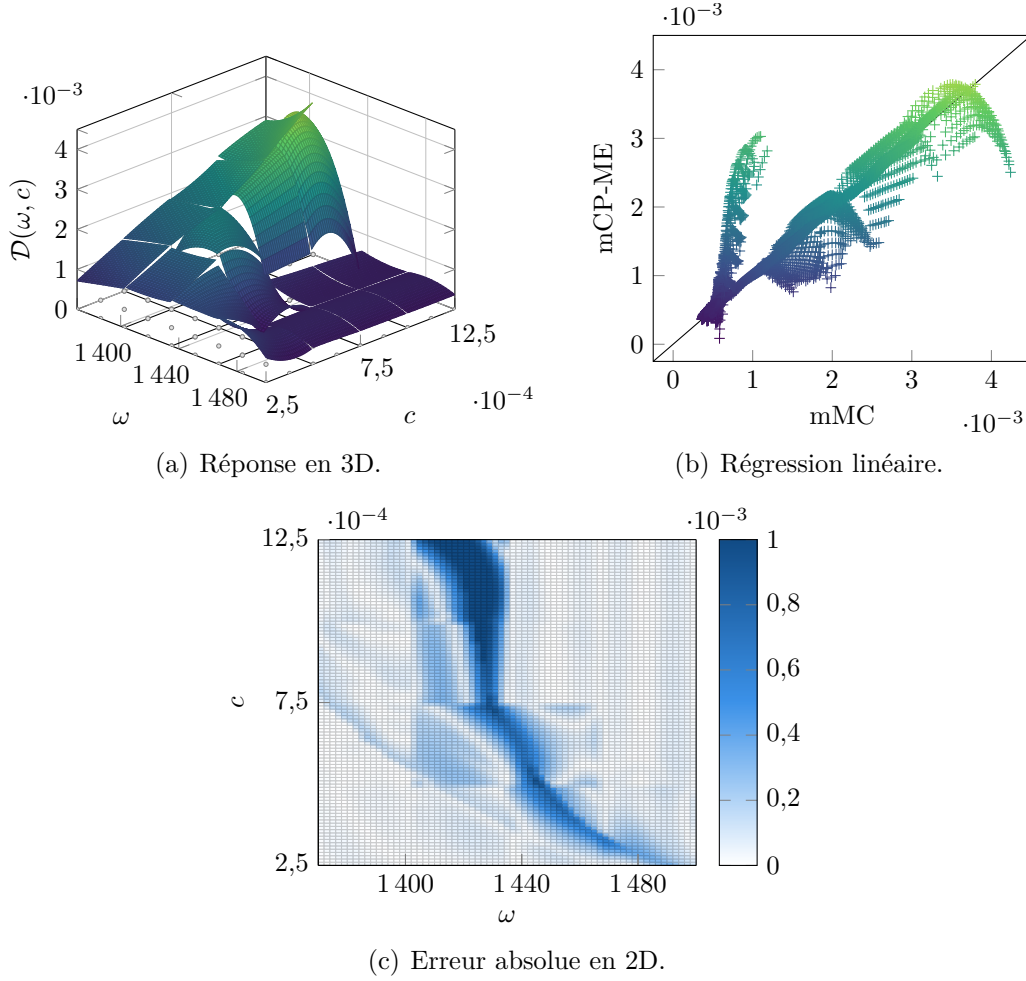 ·10⁻³
4
3
2
1
0
D(ω, c)
1 400
1 440
1 480
ω
2,5
7,5
12,5
·10⁻⁴
c
(a) Réponse en 3D.
·10⁻³
4
3
2
1
0
mCP-ME
0 1 2 3 4
mMC
·10⁻³
(b) Régression linéaire.
·10⁻⁴
12,5
7,5
2,5
c
1 400 1 440 1 480
ω
·10⁻³
1
0,8
0,6
0,4
0,2
0
(c) Erreur absolue en 2D.